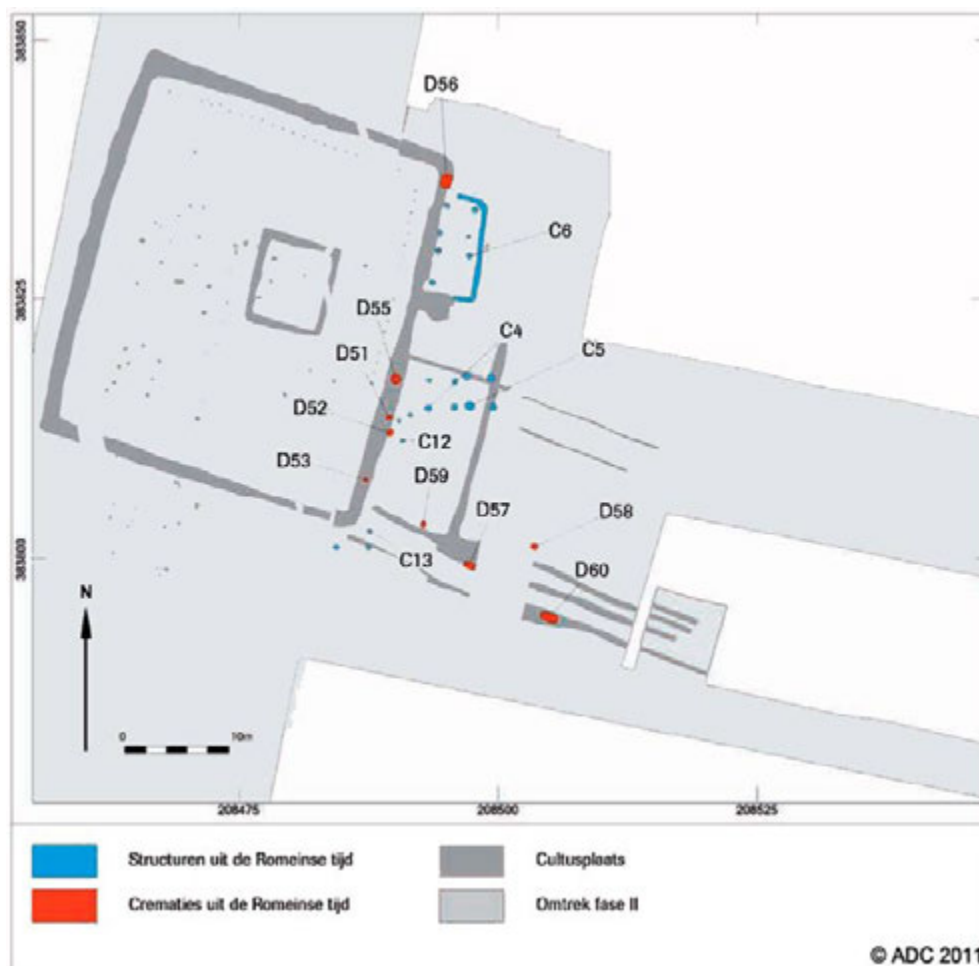 383850
D56
C6
383825
D55
C4
D51
C5
D52
C12
D53
D59
D57
D58
C13
383800
D60
N
0 10m
208475 208500 208525
Structuren uit de Romeinse tijd
Cultusplaats
Crematies uit de Romeinse tijd
Omtrek fase II
© ADC 2011